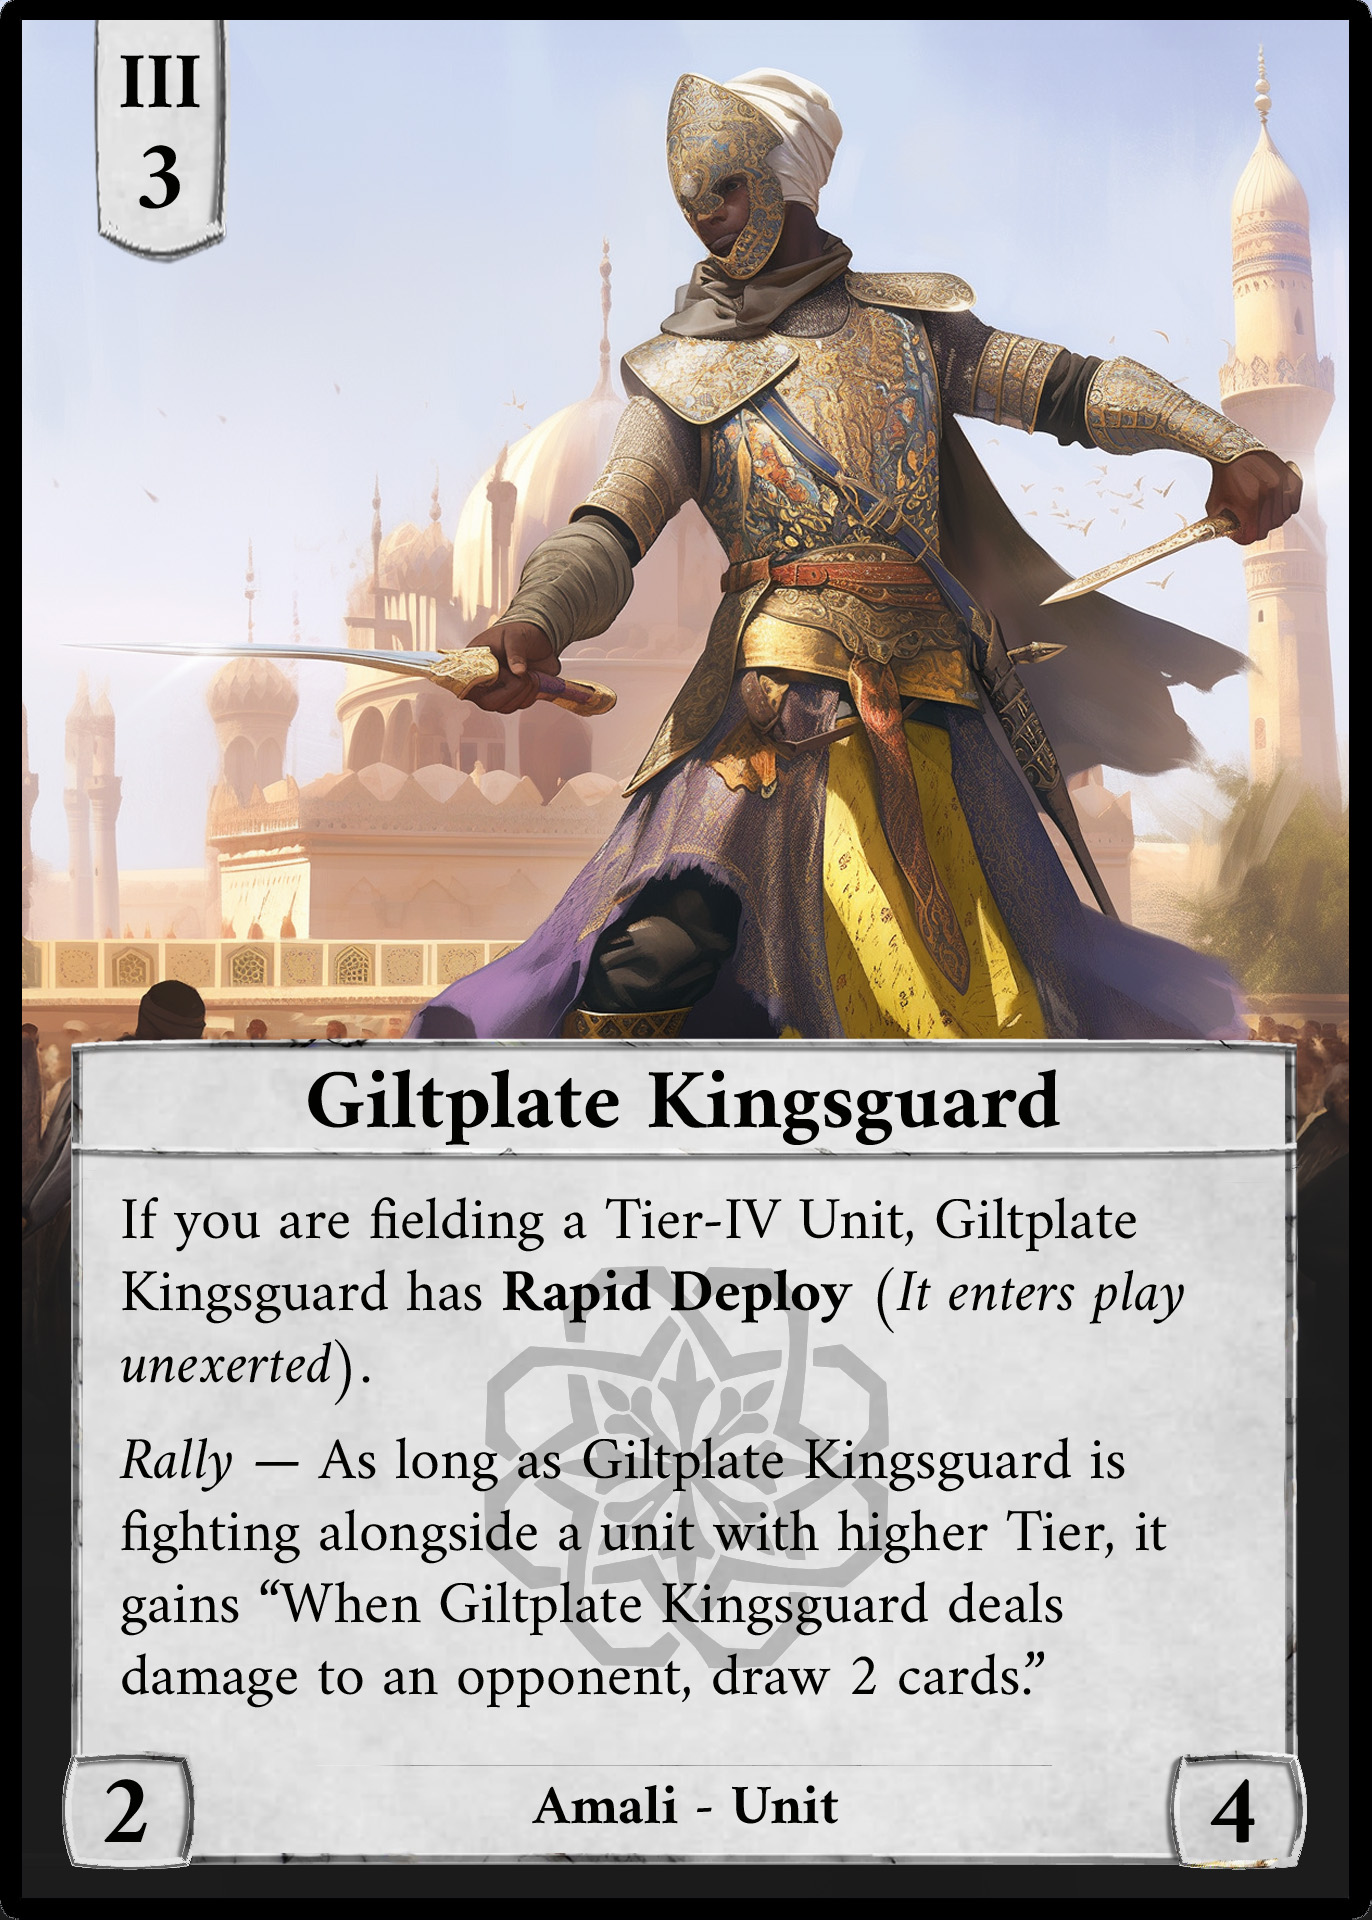 III
3
Giltplate Kingsguard
If you are fielding a Tier-IV Unit, Giltplate
Kingsguard has Rapid Deploy (It enters play
unexerted).
Rally — As long as Giltplate Kingsguard is
fighting alongside a unit with higher Tier, it
gains “When Giltplate Kingsguard deals
damage to an opponent, draw 2 cards.”
2
Amali - Unit
4